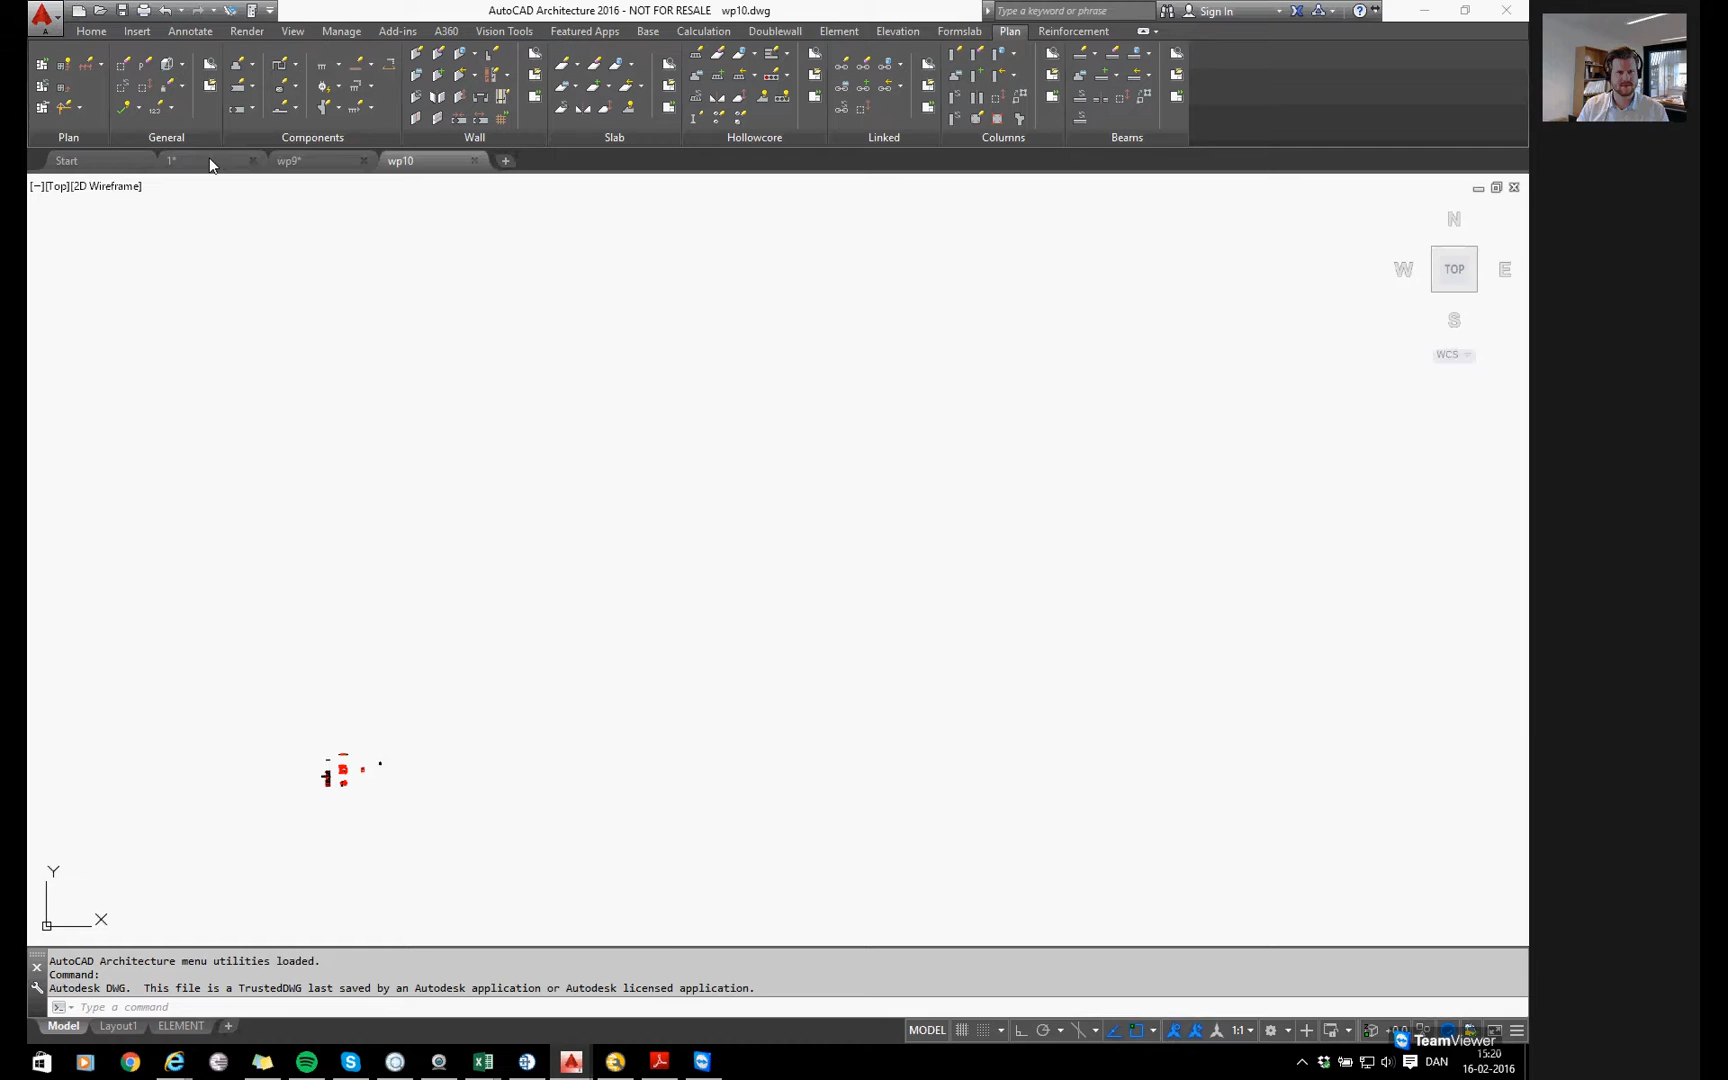 AutoCAD Architecture 2016 - NOT FOR RESALE wp10.dwg
Type a keyword or phrase
Sign In
Home Insert Annotate Render View Manage Add-ins A360 Vision Tools Featured Apps Base Calculation Doublewall Element Elevation Formslab Plan Reinforcement
Plan General Components Wall Slab Hollowcore Linked Columns Beams
Start 1* wp9* wp10
[−][Top][2D Wireframe]
N
W TOP E
S
WCS
Y
X
AutoCAD Architecture menu utilities loaded.
Command:
Autodesk DWG. This file is a TrustedDWG last saved by an Autodesk application or Autodesk licensed application.
Type a command
Model Layout1 ELEMENT
MODEL 1:1
TeamViewer
DAN
15:20
16-02-2016